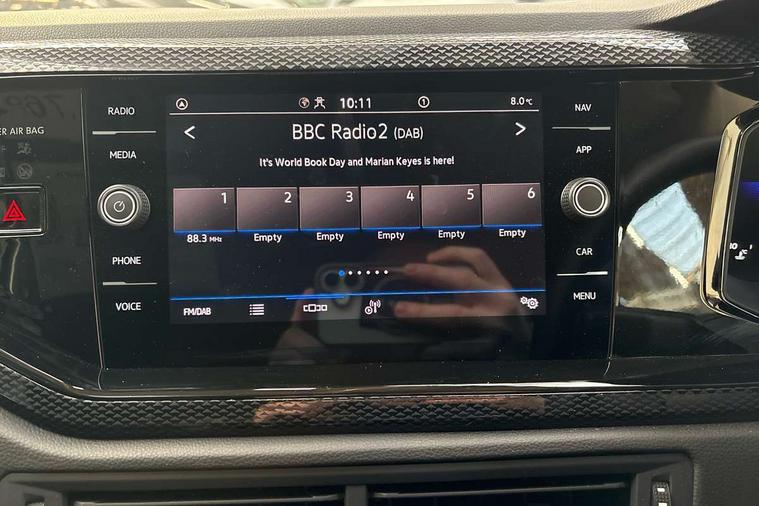 RADIO
MEDIA
PHONE
VOICE
ER AIR BAG
10:11
1
8.0°C
< BBC Radio2 (DAB) >
It's World Book Day and Marian Keyes is here!
1 2 3 4 5 6
88.3 MHz Empty Empty Empty Empty Empty
FM/DAB
NAV
APP
CAR
MENU